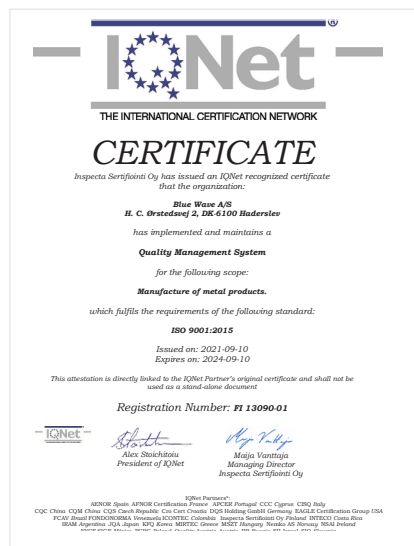 IQNet ®
THE INTERNATIONAL CERTIFICATION NETWORK
CERTIFICATE
Inspecta Sertifiointi Oy has issued an IQNet recognized certificate
that the organization:
Blue Wave A/S
H. C. Ørstedsvej 2, DK-6100 Haderslev
has implemented and maintains a
Quality Management System
for the following scope:
Manufacture of metal products.
which fulfils the requirements of the following standard:
ISO 9001:2015
Issued on: 2021-09-10
Expires on: 2024-09-10
This attestation is directly linked to the IQNet Partner's original certificate and shall not be
used as a stand-alone document
Registration Number: FI 13090-01
IQNet
Alex Stoichitoiu
President of IQNet
Maija Vanttaja
Managing Director
Inspecta Sertifiointi Oy
IQNet Partners*:
AENOR Spain AFNOR Certification France APCER Portugal CCC Cyprus CISQ Italy
CQC China CQM China CQS Czech Republic Cro Cert Croatia DQS Holding GmbH Germany EAGLE Certification Group USA
FCAV Brazil FONDONORMA Venezuela ICONTEC Colombia Inspecta Sertifiointi Oy Finland INTECO Costa Rica
IRAM Argentina JQA Japan KFQ Korea MIRTEC Greece MSZT Hungary Nemko AS Norway NSAI Ireland